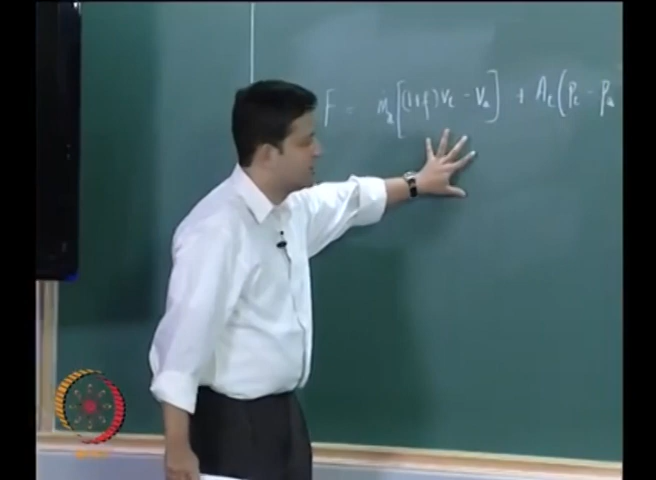 F = ṁₐ[(1+f)Vₑ - Vₐ] + Aₑ(Pₑ - Pₐ